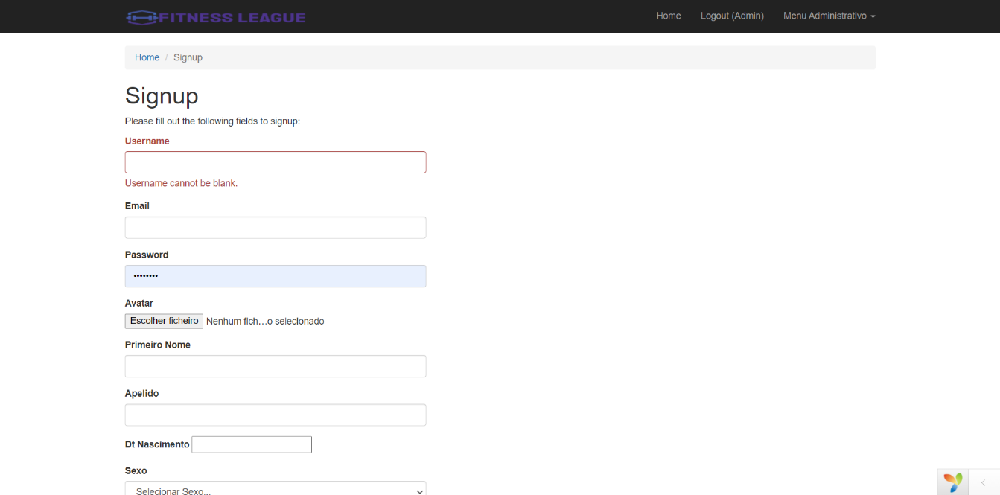 FITNESS LEAGUE
Home Logout (Admin) Menu Administrativo
Home / Signup
Signup
Please fill out the following fields to signup:
Username
Username cannot be blank.
Email
Password
••••••••
Avatar
Escolher ficheiro Nenhum fich…o selecionado
Primeiro Nome
Apelido
Dt Nascimento
Sexo
Selecionar Sexo...